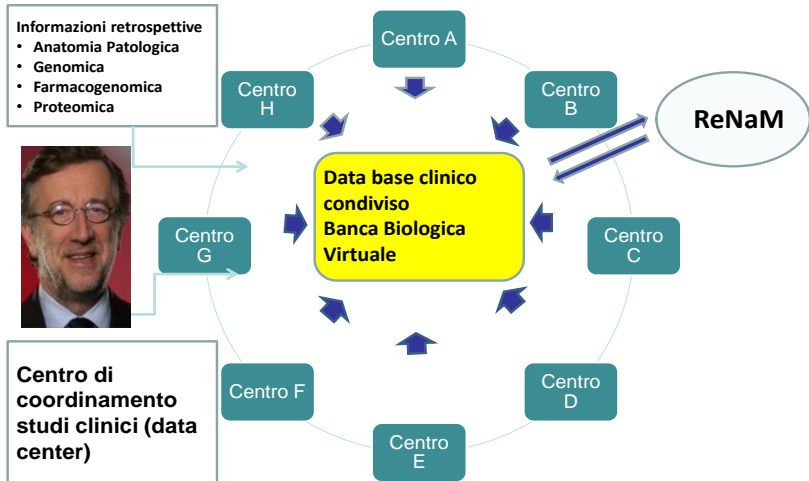 Informazioni retrospettive
• Anatomia Patologica
• Genomica
• Farmacogenomica
• Proteomica
Centro A
Centro
H
Centro
B
ReNaM
Data base clinico
condiviso
Banca Biologica
Virtuale
Centro
G
Centro
C
Centro di
coordinamento
studi clinici (data
center)
Centro F
Centro
D
Centro
E